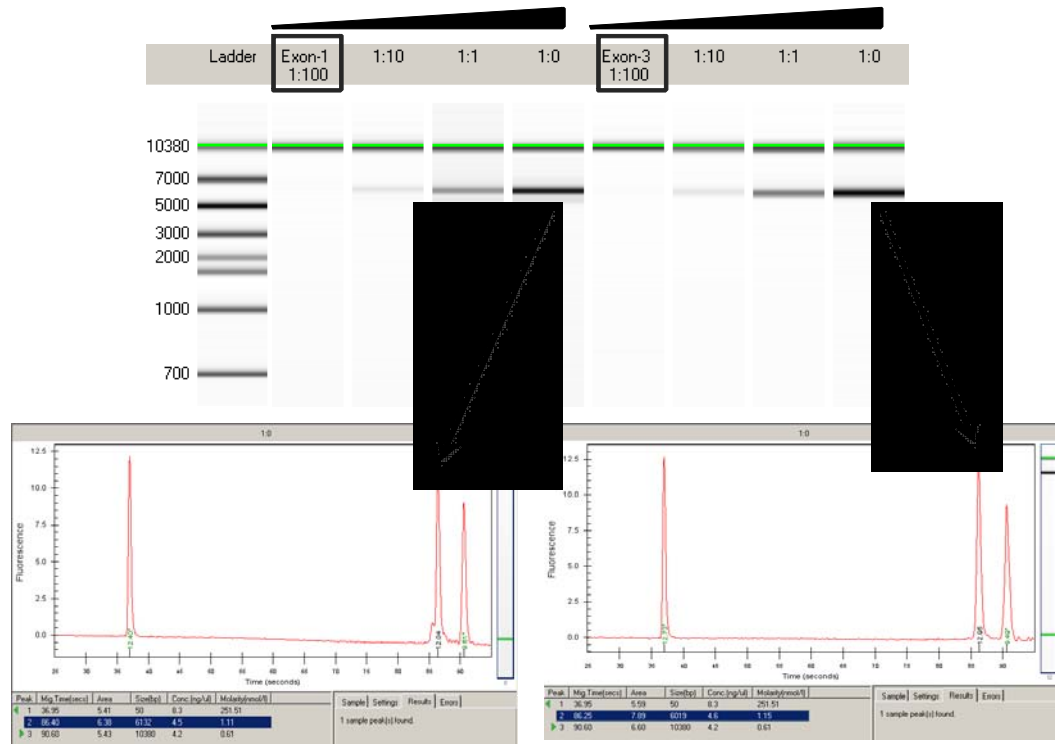 Ladder Exon-1 1:10 1:1 1:0 Exon-3 1:10 1:1 1:0
1:100 1:100
10380
7000
5000
3000
2000
1000
700
1:0
12.5
10.0
7.5
5.0
2.5
0.0
Fluorescence
Time (seconds)
Peak Mig.Time(secs) Area Size(bp) Conc.(ng/ul) Molarity(nmol/l)
1 36.95 5.41 50 8.3 251.51
2 86.40 6.38 6132 4.5 1.11
3 90.60 5.43 10380 4.2 0.61
Sample Settings Results Errors
1 sample peak(s) found.
1:0
12.5
10.0
7.5
5.0
2.5
0.0
Fluorescence
Time (seconds)
Peak Mig.Time(secs) Area Size(bp) Conc.(ng/ul) Molarity(nmol/l)
1 36.95 5.59 50 8.3 251.51
2 86.25 7.89 6019 4.6 1.15
3 90.60 6.60 10380 4.2 0.61
Sample Settings Results Errors
1 sample peak(s) found.